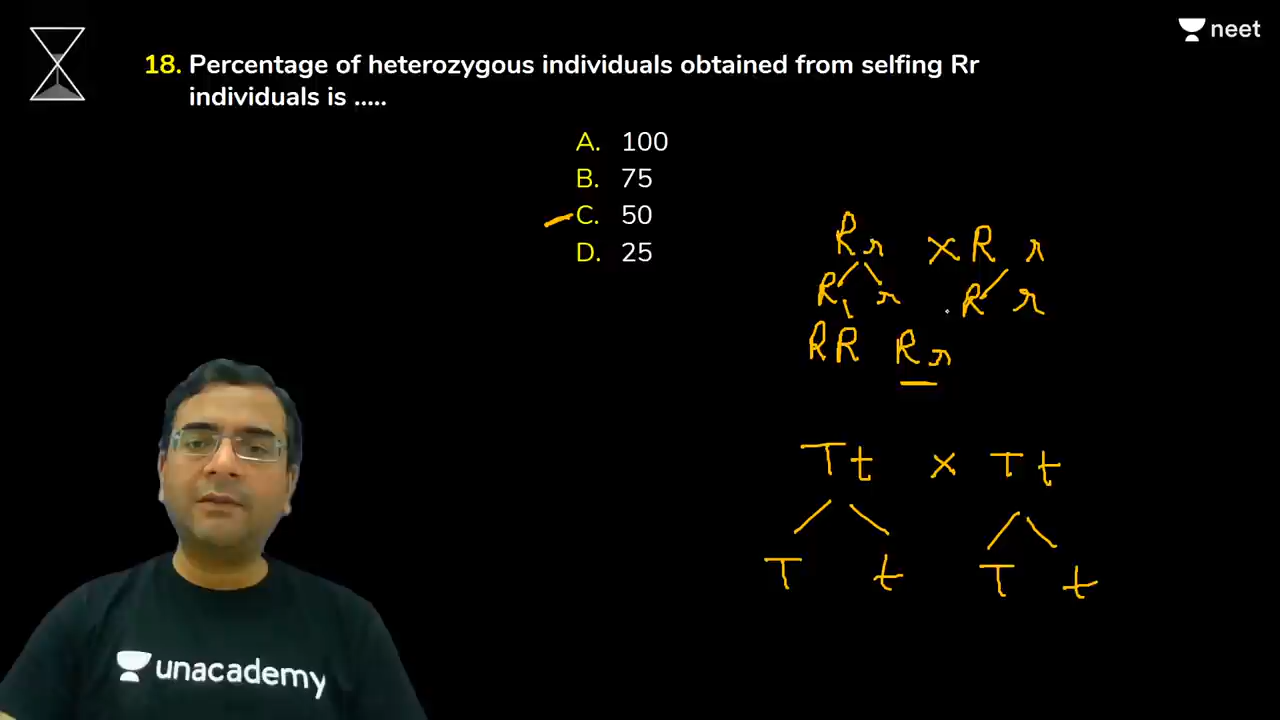 neet
18. Percentage of heterozygous individuals obtained from selfing Rr
individuals is .....
A. 100
B. 75
C. 50
D. 25
Rr × R r
R r R r
RR Rr
Tt × Tt
T t T t
unacademy